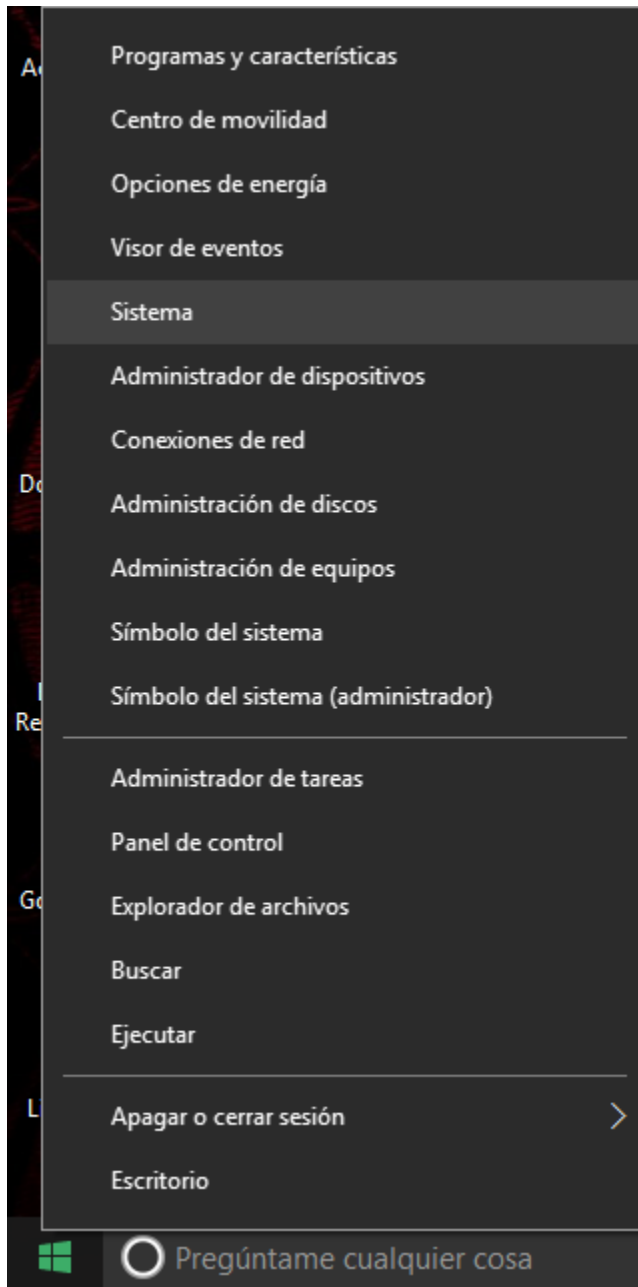 Programas y características
Centro de movilidad
Opciones de energía
Visor de eventos
Sistema
Administrador de dispositivos
Conexiones de red
Administración de discos
Administración de equipos
Símbolo del sistema
Símbolo del sistema (administrador)
Administrador de tareas
Panel de control
Explorador de archivos
Buscar
Ejecutar
Apagar o cerrar sesión
Escritorio
Pregúntame cualquier cosa